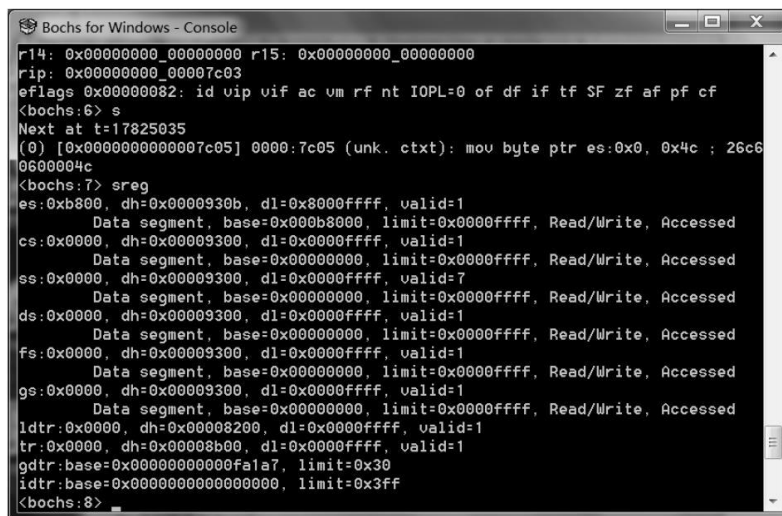 Bochs for Windows - Console
r14: 0x00000000_00000000 r15: 0x00000000_00000000
rip: 0x00000000_00007c03
eflags 0x00000082: id vip vif ac vm rf nt IOPL=0 of df if tf SF zf af pf cf
<bochs:6> s
Next at t=17825035
(0) [0x0000000000007c05] 0000:7c05 (unk. ctxt): mov byte ptr es:0x0, 0x4c ; 26c6
0600004c
<bochs:7> sreg
es:0xb800, dh=0x0000930b, dl=0x8000ffff, valid=1
Data segment, base=0x000b8000, limit=0x0000ffff, Read/Write, Accessed
cs:0x0000, dh=0x00009300, dl=0x0000ffff, valid=1
Data segment, base=0x00000000, limit=0x0000ffff, Read/Write, Accessed
ss:0x0000, dh=0x00009300, dl=0x0000ffff, valid=7
Data segment, base=0x00000000, limit=0x0000ffff, Read/Write, Accessed
ds:0x0000, dh=0x00009300, dl=0x0000ffff, valid=1
Data segment, base=0x00000000, limit=0x0000ffff, Read/Write, Accessed
fs:0x0000, dh=0x00009300, dl=0x0000ffff, valid=1
Data segment, base=0x00000000, limit=0x0000ffff, Read/Write, Accessed
gs:0x0000, dh=0x00009300, dl=0x0000ffff, valid=1
Data segment, base=0x00000000, limit=0x0000ffff, Read/Write, Accessed
ldtr:0x0000, dh=0x00008200, dl=0x0000ffff, valid=1
tr:0x0000, dh=0x00008b00, dl=0x0000ffff, valid=1
gdtr:base=0x00000000000fa1a7, limit=0x30
idtr:base=0x0000000000000000, limit=0x3ff
<bochs:8> _